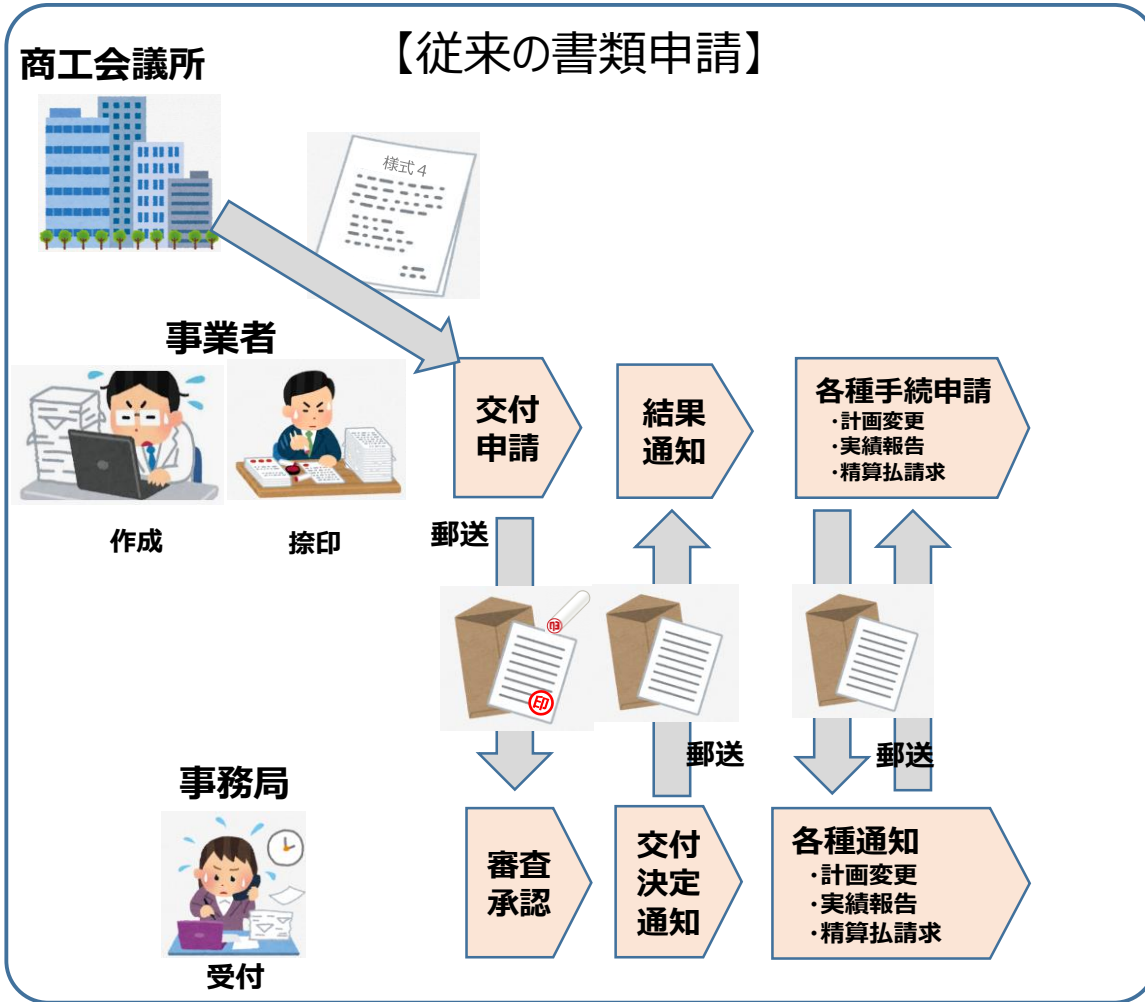 【従来の書類申請】
商工会議所
様式４
事業者
作成
捺印
交付
申請
結果
通知
各種手続申請
・計画変更
・実績報告
・精算払請求
郵送
印
印
郵送
郵送
事務局
受付
審査
承認
交付
決定
通知
各種通知
・計画変更
・実績報告
・精算払請求